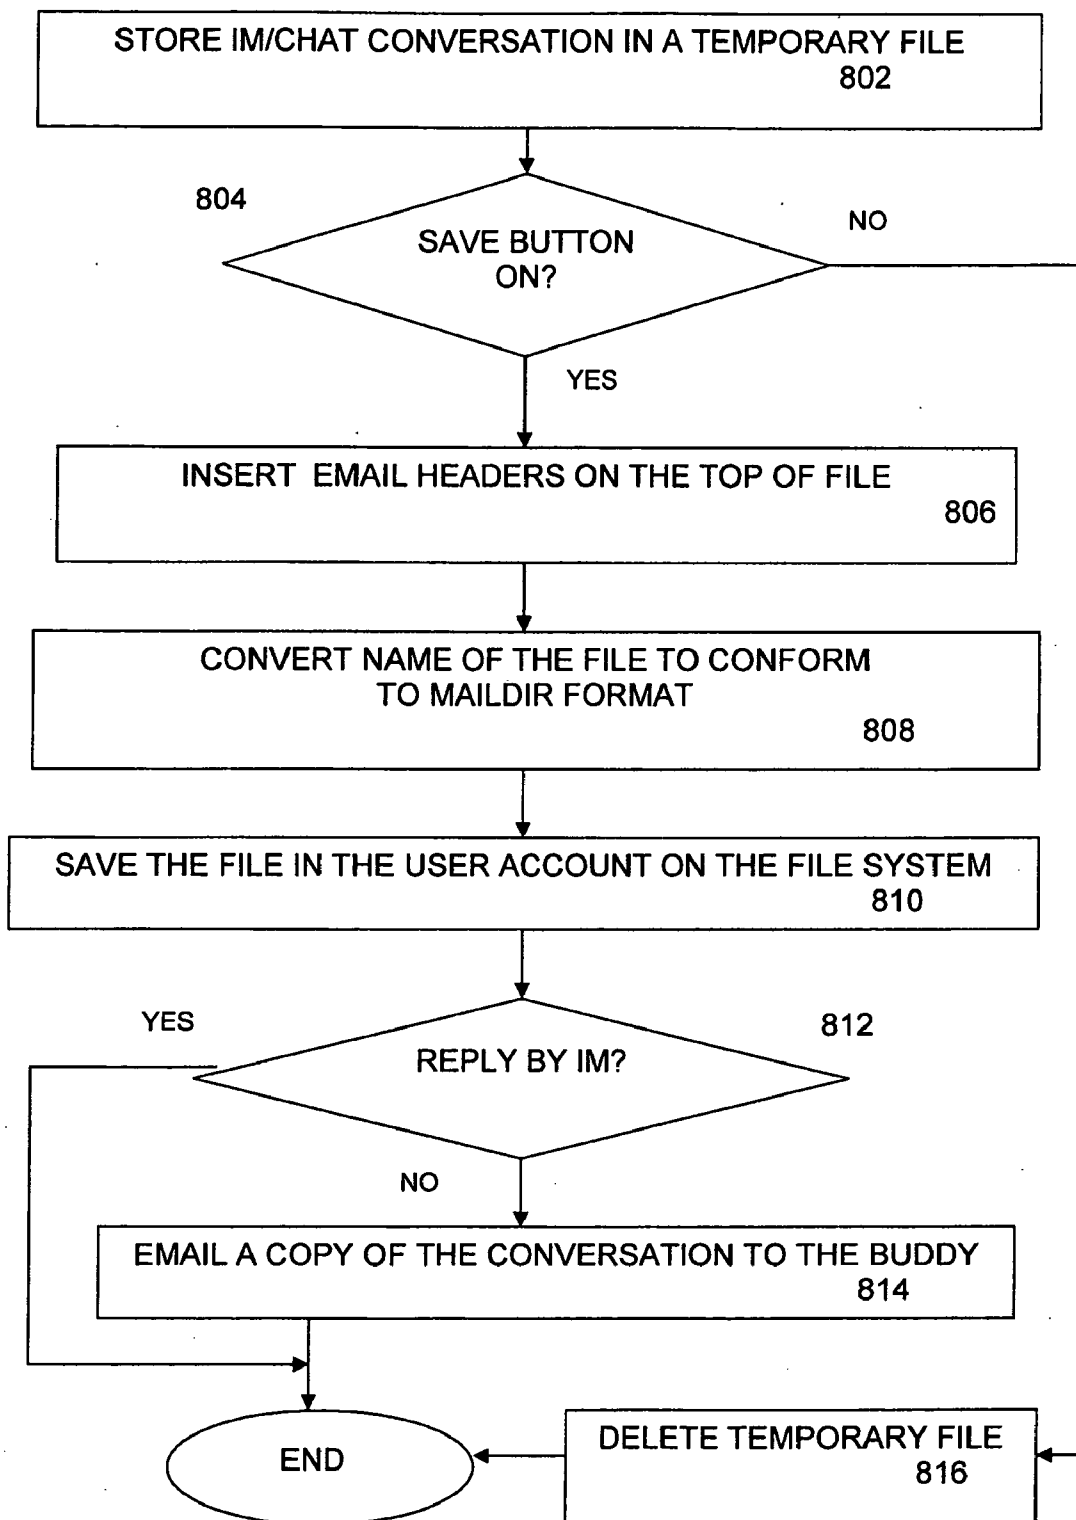 STORE IM/CHAT CONVERSATION IN A TEMPORARY FILE
802
804
NO
SAVE BUTTON
ON?
YES
INSERT EMAIL HEADERS ON THE TOP OF FILE
806
CONVERT NAME OF THE FILE TO CONFORM
TO MAILDIR FORMAT
808
SAVE THE FILE IN THE USER ACCOUNT ON THE FILE SYSTEM
810
YES
812
REPLY BY IM?
NO
EMAIL A COPY OF THE CONVERSATION TO THE BUDDY
814
END
DELETE TEMPORARY FILE
816